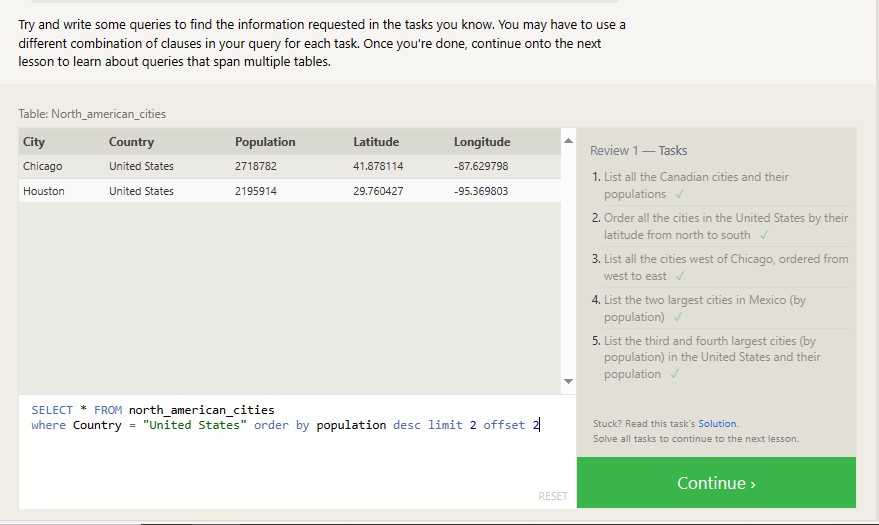 Try and write some queries to find the information requested in the tasks you know. You may have to use a
different combination of clauses in your query for each task. Once you're done, continue onto the next
lesson to learn about queries that span multiple tables.
Table: North_american_cities
City Country Population Latitude Longitude
Chicago United States 2718782 41.878114 -87.629798
Houston United States 2195914 29.760427 -95.369803
SELECT * FROM north_american_cities
where Country = "United States" order by population desc limit 2 offset 2
RESET
Review 1 — Tasks
1. List all the Canadian cities and their
populations ✓
2. Order all the cities in the United States by their
latitude from north to south ✓
3. List all the cities west of Chicago, ordered from
west to east ✓
4. List the two largest cities in Mexico (by
population) ✓
5. List the third and fourth largest cities (by
population) in the United States and their
population ✓
Stuck? Read this task's Solution.
Solve all tasks to continue to the next lesson.
Continue ›